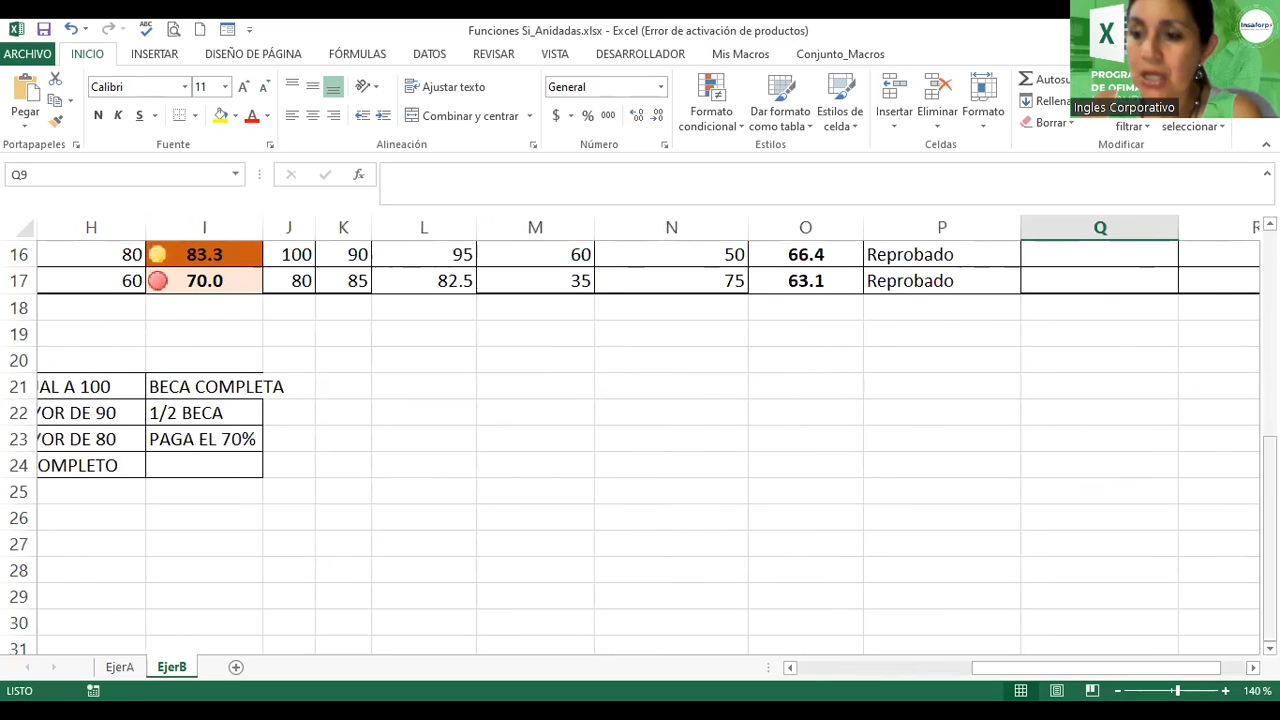 Funciones Si_Anidadas.xlsx - Excel (Error de activación de productos)
ARCHIVO INICIO INSERTAR DISEÑO DE PÁGINA FÓRMULAS DATOS REVISAR VISTA DESARROLLADOR Mis Macros Conjunto_Macros
Insaforp
PROGRA
DE OFIMA
Ingles Corporativo
Pegar
Calibri 11
N K S
Ajustar texto
Combinar y centrar
General
$ % 000
Formato condicional
Dar formato como tabla
Estilos de celda
Insertar
Eliminar
Formato
Autosu
Rellena
Borrar
filtrar
seleccionar
Portapapeles Fuente Alineación Número Estilos Celdas Modificar
Q9
fx
H I J K L M N O P Q R
16 80 83.3 100 90 95 60 50 66.4 Reprobado
17 60 70.0 80 85 82.5 35 75 63.1 Reprobado
18
19
20
21 UAL A 100 BECA COMPLETA
22 YOR DE 90 1/2 BECA
23 YOR DE 80 PAGA EL 70%
24 OMPLETO
25
26
27
28
29
30
31
EjerA EjerB
LISTO
140 %